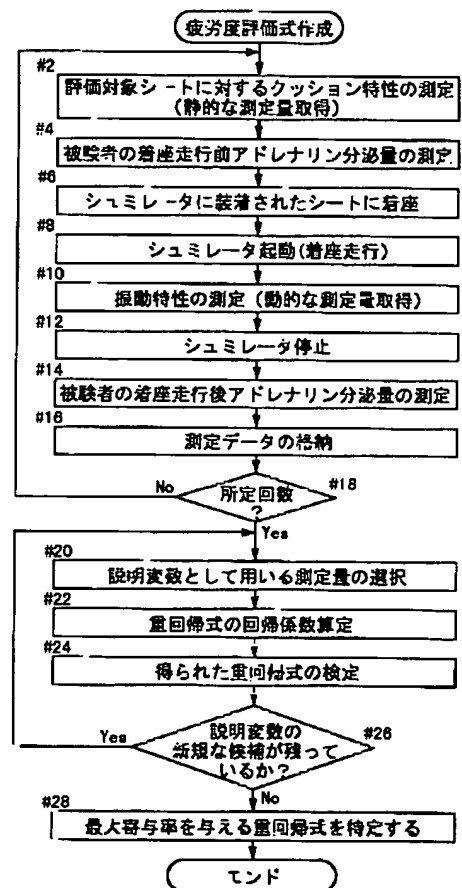 疲労度評価式作成
#2
評価対象シートに対するクッション特性の測定
(静的な測定量取得)
#4
被験者の着座走行前アドレナリン分泌量の測定
#6
シュミレータに装着されたシートに着座
#8
シュミレータ起動(着座走行)
#10
振動特性の測定(動的な測定量取得)
#12
シュミレータ停止
#14
被験者の着座走行後アドレナリン分泌量の測定
#16
測定データの格納
No
所定回数
?
#18
Yes
#20
説明変数として用いる測定量の選択
#22
重回帰式の回帰係数算定
#24
得られた重回帰式の検定
Yes
説明変数の
新規な候補が残って
いるか?
#26
No
#28
最大寄与率を与える重回帰式を特定する
エンド